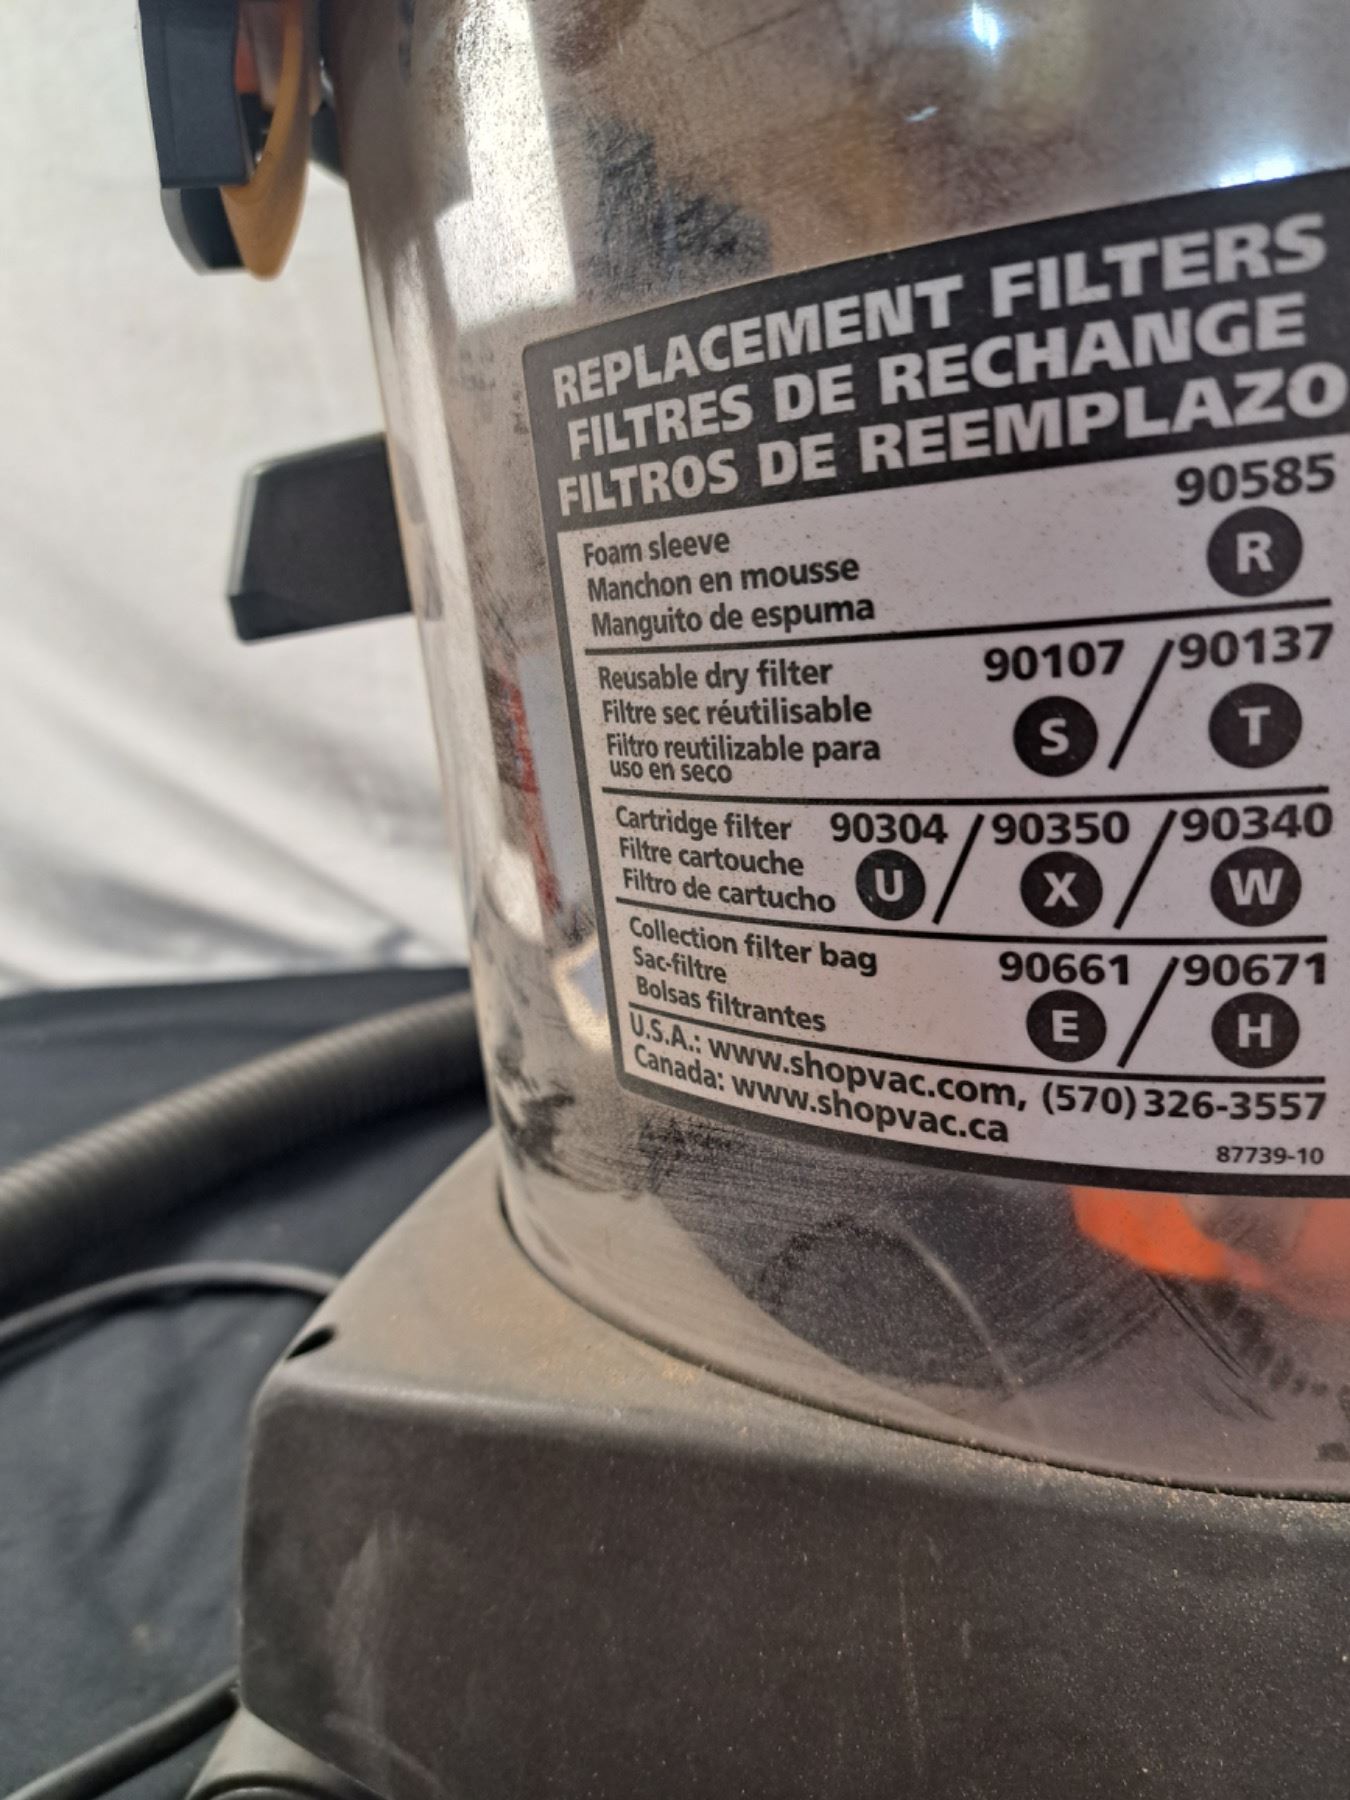 REPLACEMENT FILTERS
FILTRES DE RECHANGE
FILTROS DE REEMPLAZO
90585
Foam sleeve
Manchon en mousse
Manguito de espuma
R
Reusable dry filter
Filtre sec réutilisable
Filtro reutilizable para
uso en seco
90107 / 90137
S T
Cartridge filter
Filtre cartouche
Filtro de cartucho
90304 / 90350 / 90340
U X W
Collection filter bag
Sac-filtre
Bolsas filtrantes
90661 / 90671
E H
U.S.A.: www.shopvac.com, (570) 326-3557
Canada: www.shopvac.ca
87739-10